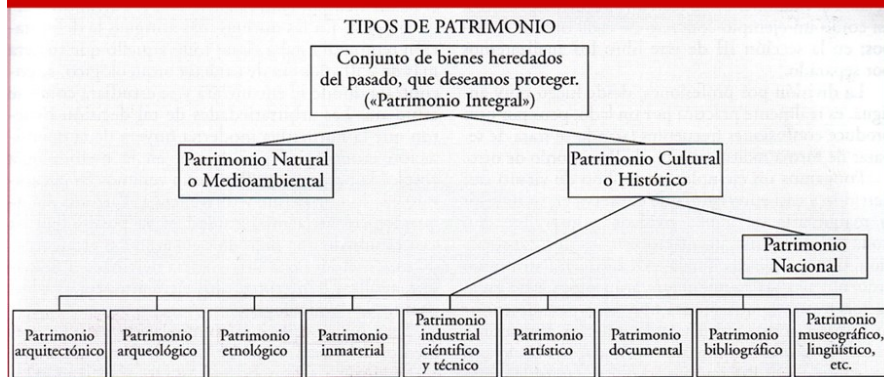 TIPOS DE PATRIMONIO
Conjunto de bienes heredados
del pasado, que deseamos proteger.
(«Patrimonio Integral»)
Patrimonio Natural
o Medioambiental
Patrimonio Cultural
o Histórico
Patrimonio
Nacional
Patrimonio
arquitectónico
Patrimonio
arqueológico
Patrimonio
etnológico
Patrimonio
inmaterial
Patrimonio
industrial
ciéntifico
y técnico
Patrimonio
artístico
Patrimonio
documental
Patrimonio
bibliográfico
Patrimonio
museográfico,
lingüístico,
etc.